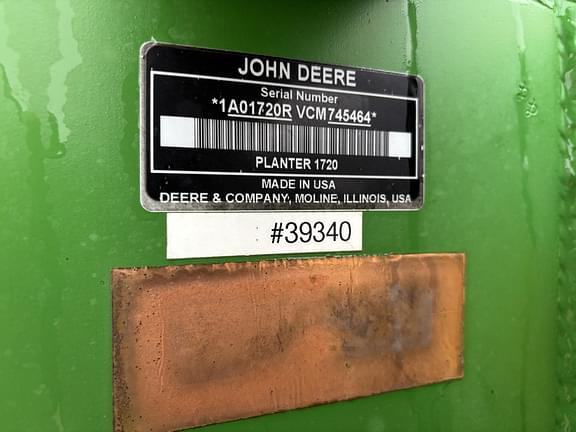 JOHN DEERE
Serial Number
*1A01720R VCM745464*
PLANTER 1720
MADE IN USA
DEERE & COMPANY, MOLINE, ILLINOIS, USA
#39340